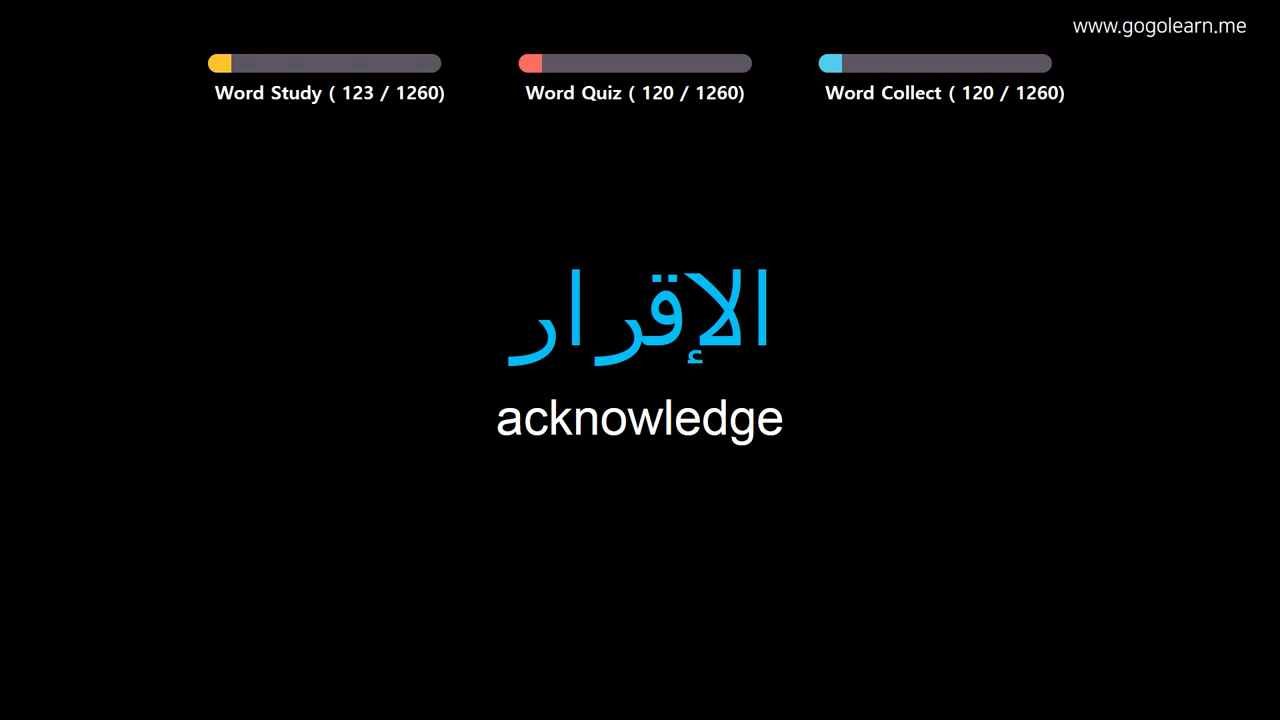 www.gogolearn.me
Word Study ( 123 / 1260)
Word Quiz ( 120 / 1260)
Word Collect ( 120 / 1260)
الإقرار
acknowledge